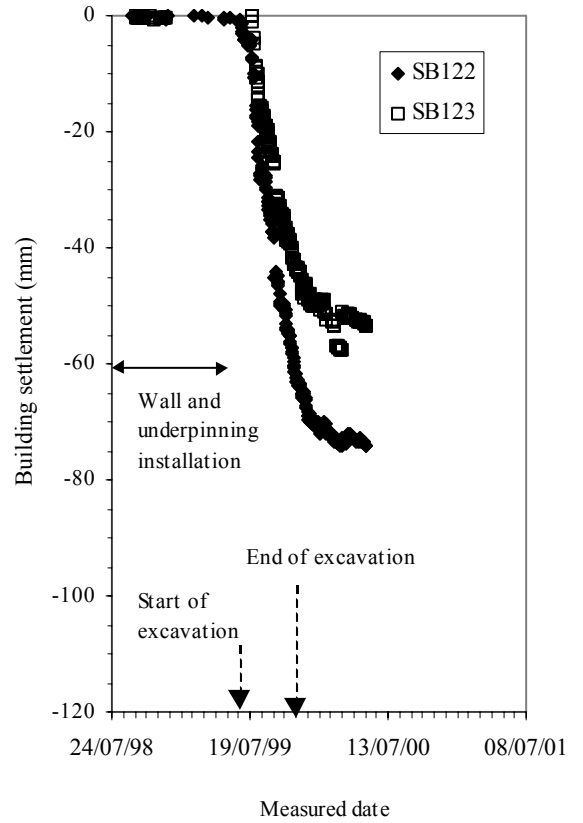 0
-20
-40
-60
-80
-100
-120
Building settlement (mm)
SB122
SB123
Wall and
underpinning
installation
End of excavation
Start of
excavation
24/07/98
19/07/99
13/07/00
08/07/01
Measured date